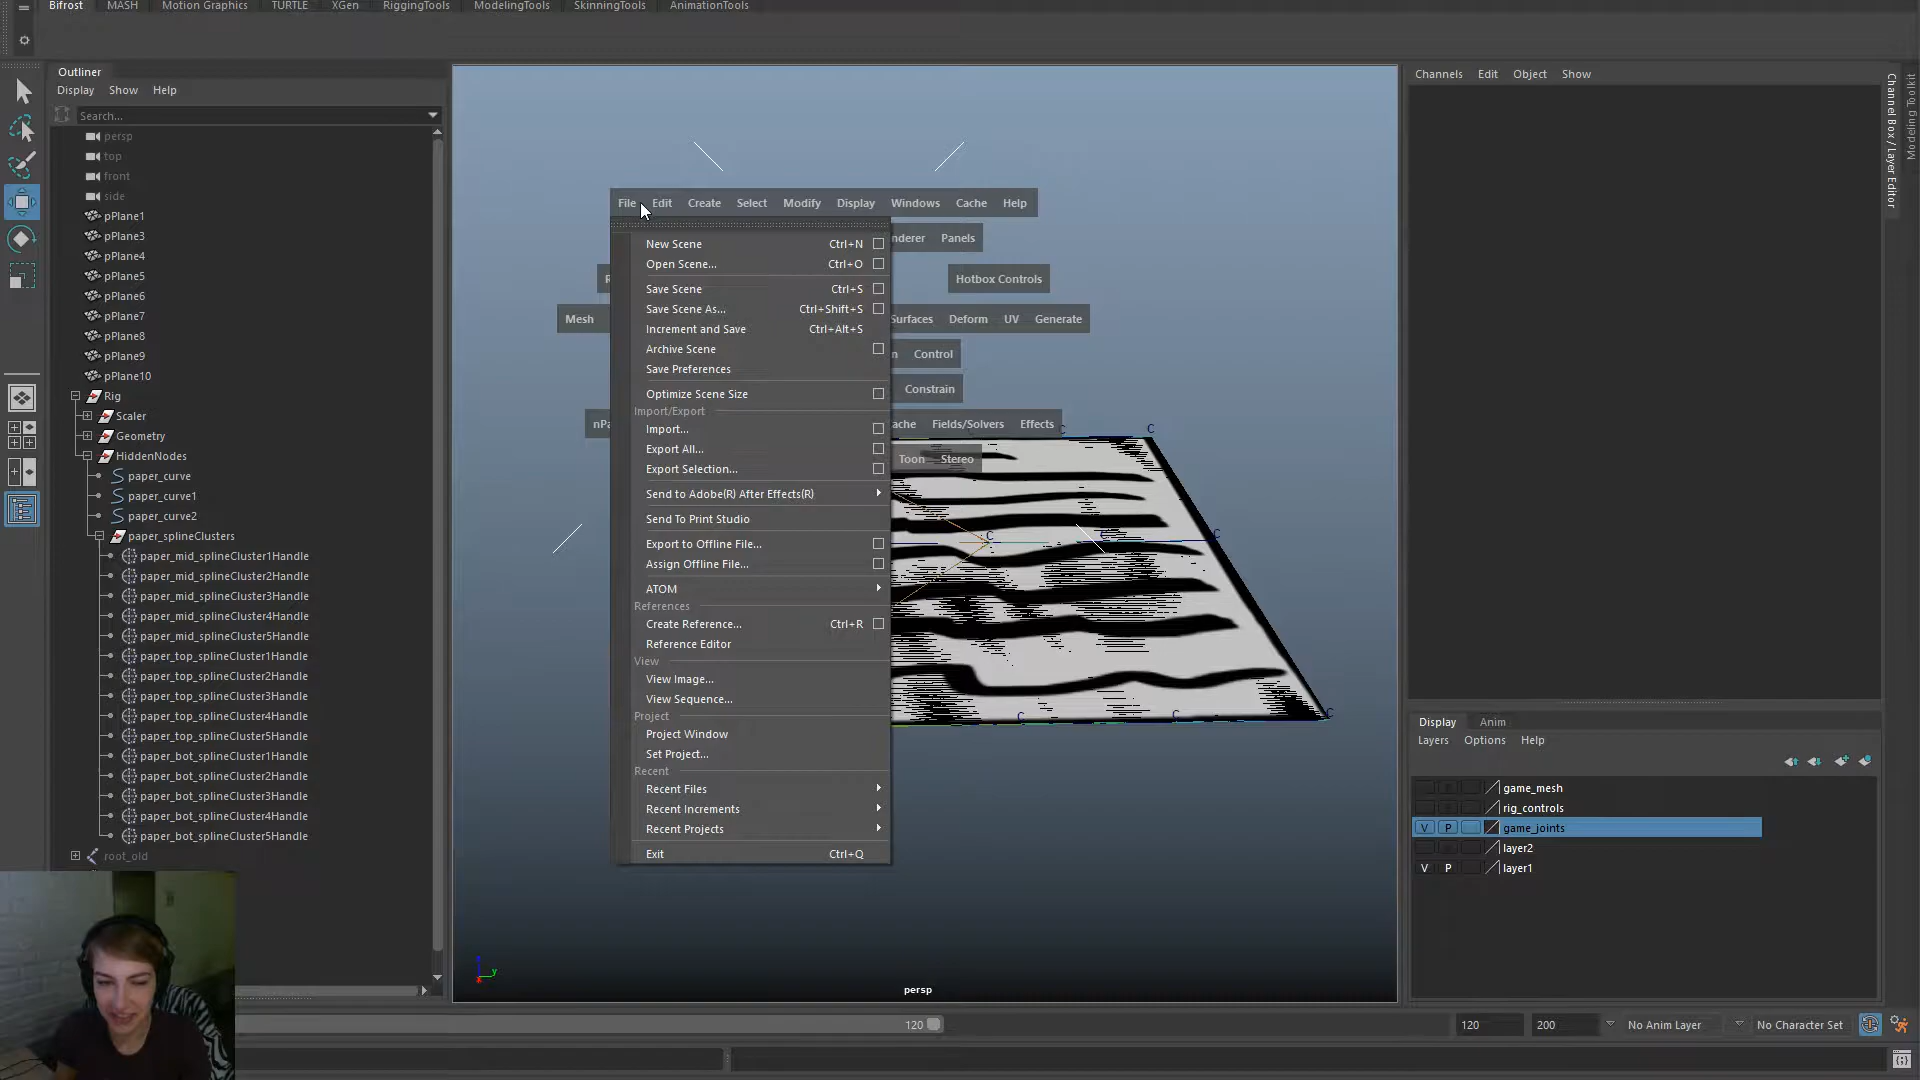 Bifrost MASH Motion Graphics TURTLE XGen RiggingTools ModelingTools SkinningTools AnimationTools
Outliner
Display Show Help
Search...
persp
top
front
side
pPlane1
pPlane3
pPlane4
pPlane5
pPlane6
pPlane7
pPlane8
pPlane9
pPlane10
Rig
Scaler
Geometry
HiddenNodes
paper_curve
paper_curve1
paper_curve2
paper_splineClusters
paper_mid_splineCluster1Handle
paper_mid_splineCluster2Handle
paper_mid_splineCluster3Handle
paper_mid_splineCluster4Handle
paper_mid_splineCluster5Handle
paper_top_splineCluster1Handle
paper_top_splineCluster2Handle
paper_top_splineCluster3Handle
paper_top_splineCluster4Handle
paper_top_splineCluster5Handle
paper_bot_splineCluster1Handle
paper_bot_splineCluster2Handle
paper_bot_splineCluster3Handle
paper_bot_splineCluster4Handle
paper_bot_splineCluster5Handle
root_old
File Edit Create Select Modify Display Windows Cache Help
nderer Panels
R
Hotbox Controls
Mesh
Surfaces Deform UV Generate
n Control
Constrain
nPa
ache Fields/Solvers Effects
Toon Stereo
New Scene Ctrl+N
Open Scene... Ctrl+O
Save Scene Ctrl+S
Save Scene As... Ctrl+Shift+S
Increment and Save Ctrl+Alt+S
Archive Scene
Save Preferences
Optimize Scene Size
Import/Export
Import...
Export All...
Export Selection...
Send to Adobe(R) After Effects(R)
Send To Print Studio
Export to Offline File...
Assign Offline File...
ATOM
References
Create Reference... Ctrl+R
Reference Editor
View
View Image...
View Sequence...
Project
Project Window
Set Project...
Recent
Recent Files
Recent Increments
Recent Projects
Exit Ctrl+Q
C C
C C C
C C C
y
persp
Channels Edit Object Show
Channel Box / Layer Editor
Modeling Toolkit
Display Anim
Layers Options Help
game_mesh
rig_controls
V P game_joints
layer2
V P layer1
120 120 200 No Anim Layer No Character Set